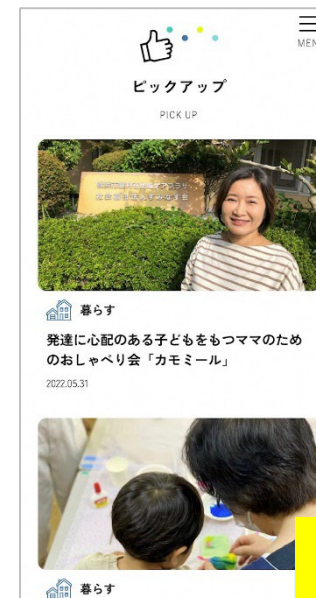 MEN
ピックアップ
PICK UP
暮らす
発達に心配のある子どもをもつママのため
のおしゃべり会「カモミール」
2022.05.31
暮らす